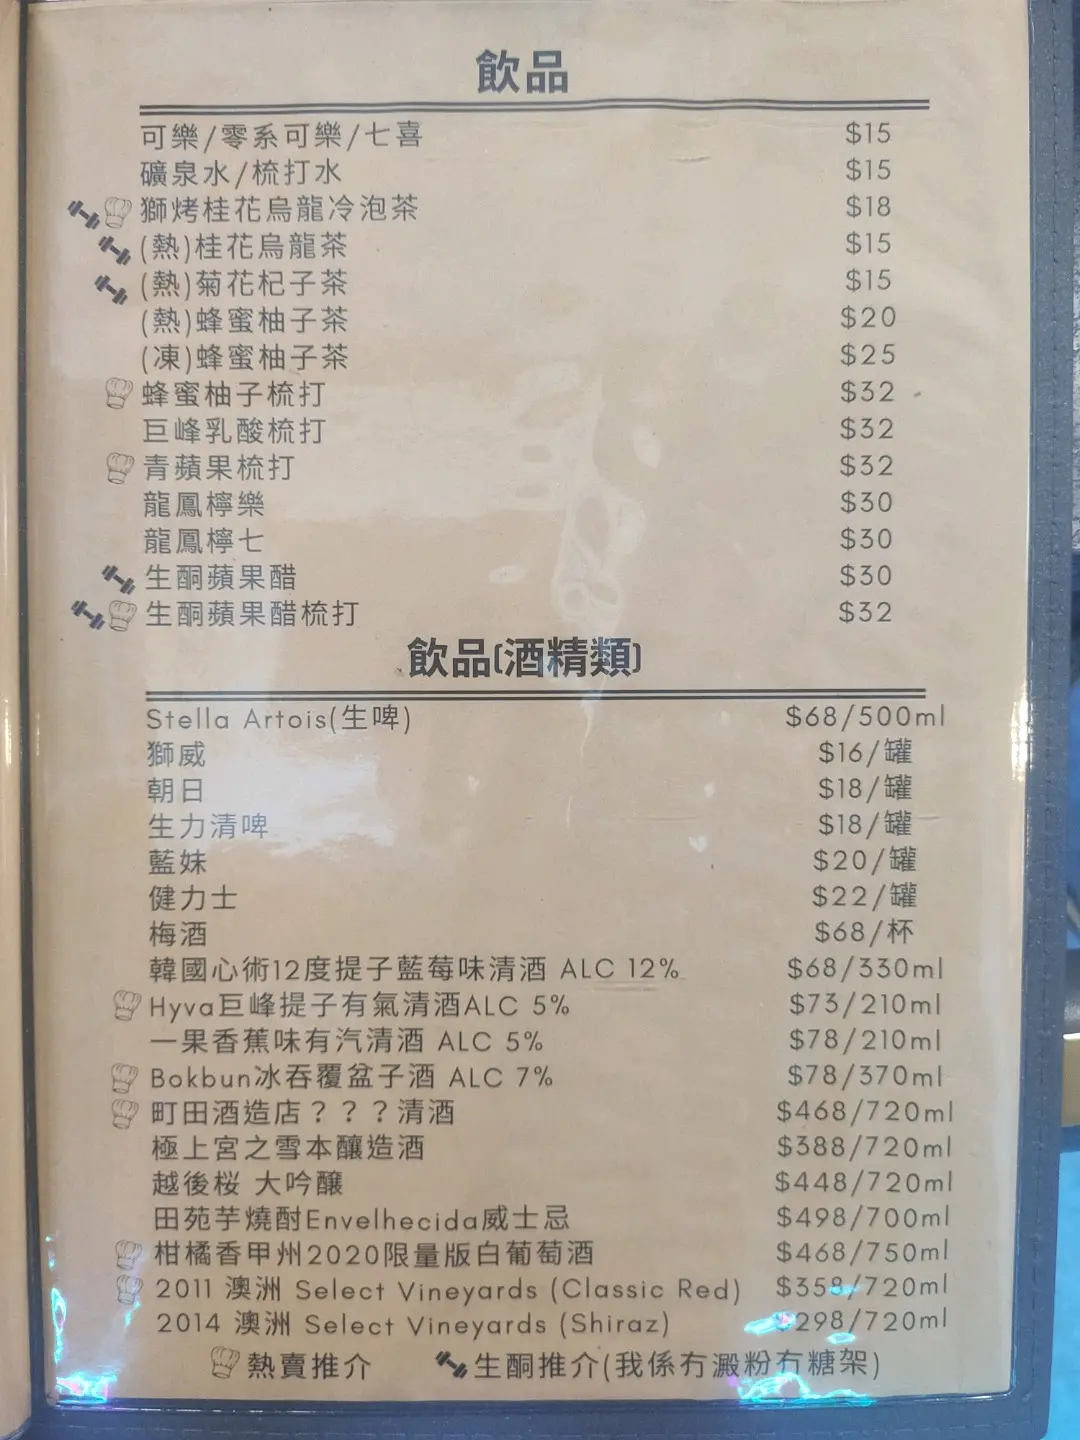 飲品
可樂/零系可樂/七喜 $15
礦泉水/梳打水 $15
獅烤桂花烏龍冷泡茶 $18
(熱)桂花烏龍茶 $15
(熱)菊花杞子茶 $15
(熱)蜂蜜柚子茶 $20
(凍)蜂蜜柚子茶 $25
蜂蜜柚子梳打 $32
巨峰乳酸梳打 $32
青蘋果梳打 $32
龍鳳檸樂 $30
龍鳳檸七 $30
生酮蘋果醋 $30
生酮蘋果醋梳打 $32
飲品(酒精類)
Stella Artois(生啤) $68/500ml
獅威 $16/罐
朝日 $18/罐
生力清啤 $18/罐
藍妹 $20/罐
健力士 $22/罐
梅酒 $68/杯
韓國心術12度提子藍莓味清酒 ALC 12% $68/330ml
Hyva巨峰提子有氣清酒ALC 5% $73/210ml
一果香蕉味有汽清酒 ALC 5% $78/210ml
Bokbun冰吞覆盆子酒 ALC 7% $78/370ml
町田酒造店？？？清酒 $468/720ml
極上宮之雪本釀造酒 $388/720ml
越後桜 大吟醸 $448/720ml
田苑芋燒酎Envelhecida威士忌 $498/700ml
柑橘香甲州2020限量版白葡萄酒 $468/750ml
2011 澳洲 Select Vineyards (Classic Red) $358/720ml
2014 澳洲 Select Vineyards (Shiraz) $298/720ml
熱賣推介 生酮推介(我係冇澱粉冇糖架)